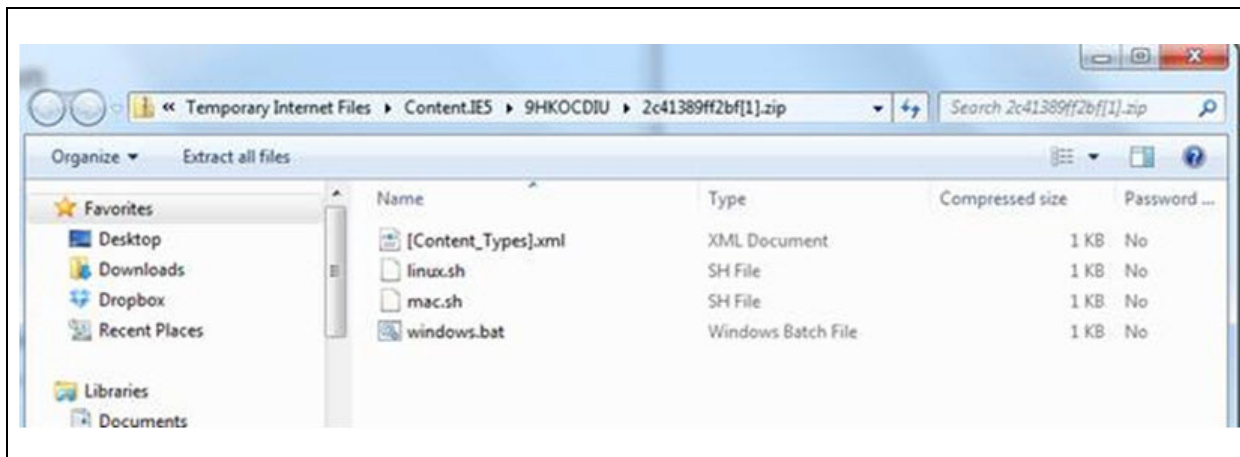 « Temporary Internet Files ▸ Content.IE5 ▸ 9HKOCDIU ▸ 2c41389ff2bf[1].zip
Search 2c41389ff2bf[1].zip
Organize ▾ Extract all files
Name Type Compressed size Password ...
Favorites
Desktop
Downloads
Dropbox
Recent Places
Libraries
Documents
[Content_Types].xml XML Document 1 KB No
linux.sh SH File 1 KB No
mac.sh SH File 1 KB No
windows.bat Windows Batch File 1 KB No